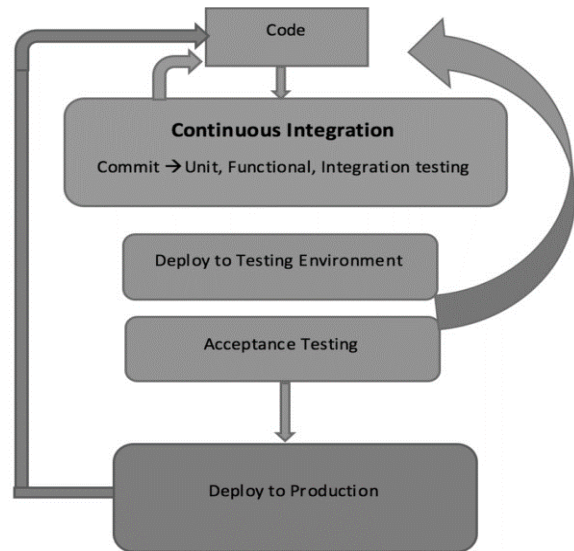 Code
Continuous Integration
Commit → Unit, Functional, Integration testing
Deploy to Testing Environment
Acceptance Testing
Deploy to Production